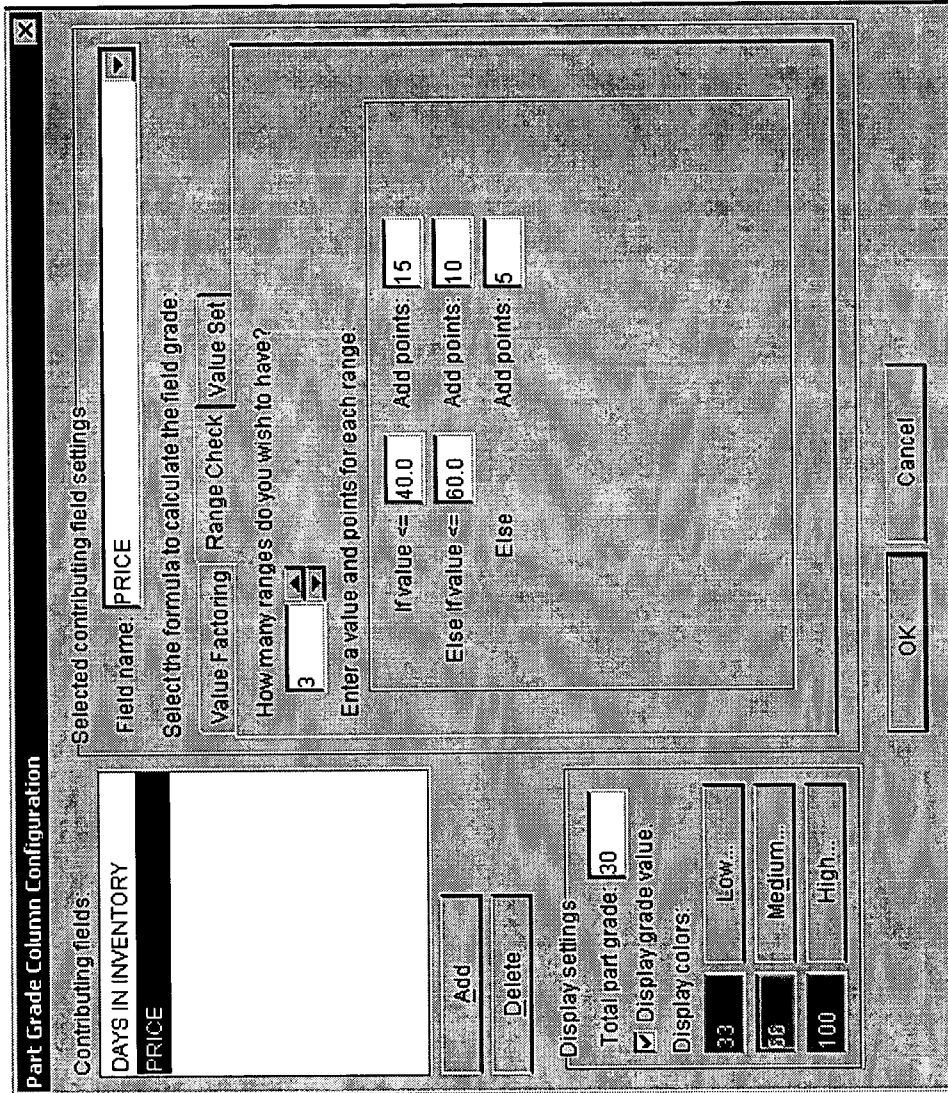 Part Grade Column Configuration
Contributing fields:
DAYS IN INVENTORY
PRICE
Add
Delete
Display settings
Total part grade: 30
Display grade value
Display colors:
33 Low...
66 Medium...
100 High...
Selected contributing field settings
Field name: PRICE
Select the formula to calculate the field grade:
Value Factoring Range Check Value Set
How many ranges do you wish to have?
3
Enter a value and points for each range:
If value <= 40.0 Add points: 15
Else If value <= 60.0 Add points: 10
Else Add points: 5
OK Cancel